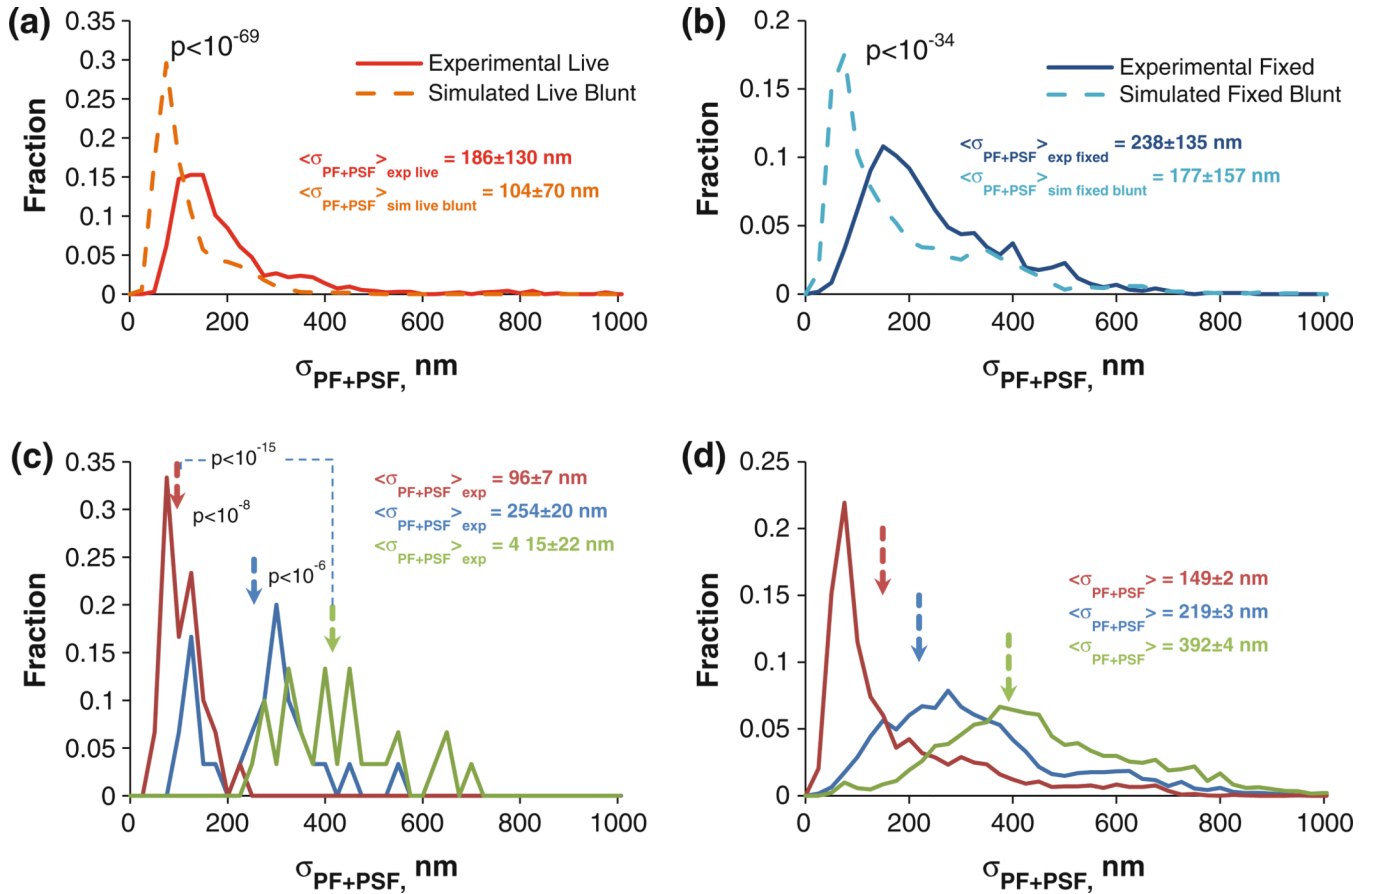 (a)
p<10-69
Experimental Live
Simulated Live Blunt
<σPF+PSF>exp live = 186±130 nm
<σPF+PSF>sim live blunt = 104±70 nm
Fraction
0.35
0.3
0.25
0.2
0.15
0.1
0.05
0
0 200 400 600 800 1000
σPF+PSF, nm
(b)
p<10-34
Experimental Fixed
Simulated Fixed Blunt
<σPF+PSF>exp fixed = 238±135 nm
<σPF+PSF>sim fixed blunt = 177±157 nm
Fraction
0.2
0.15
0.1
0.05
0
0 200 400 600 800 1000
σPF+PSF, nm
(c)
p<10-15
p<10-8
p<10-6
<σPF+PSF>exp = 96±7 nm
<σPF+PSF>exp = 254±20 nm
<σPF+PSF>exp = 4 15±22 nm
Fraction
0.35
0.3
0.25
0.2
0.15
0.1
0.05
0
0 200 400 600 800 1000
σPF+PSF, nm
(d)
<σPF+PSF> = 149±2 nm
<σPF+PSF> = 219±3 nm
<σPF+PSF> = 392±4 nm
Fraction
0.25
0.2
0.15
0.1
0.05
0
0 200 400 600 800 1000
σPF+PSF, nm